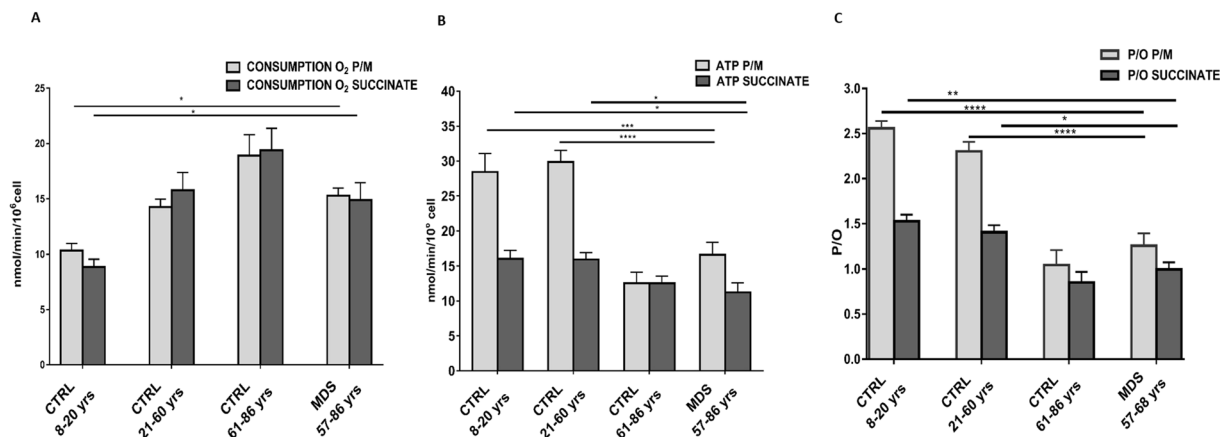 A
CONSUMPTION O₂ P/M
CONSUMPTION O₂ SUCCINATE
nmol/min/10⁶cell
25
20
15
10
5
0
*
*
CTRL
8-20 yrs
CTRL
21-60 yrs
CTRL
61-86 yrs
MDS
57-86 yrs
B
ATP P/M
ATP SUCCINATE
nmol/min/10° cell
40
35
30
25
20
15
10
5
0
*
*
***
****
CTRL
8-20 yrs
CTRL
21-60 yrs
CTRL
61-86 yrs
MDS
57-86 yrs
C
P/O P/M
P/O SUCCINATE
P/O
3.0
2.5
2.0
1.5
1.0
0.5
0.0
**
****
*
****
CTRL
8-20 yrs
CTRL
21-60 yrs
CTRL
61-86 yrs
MDS
57-68 yrs